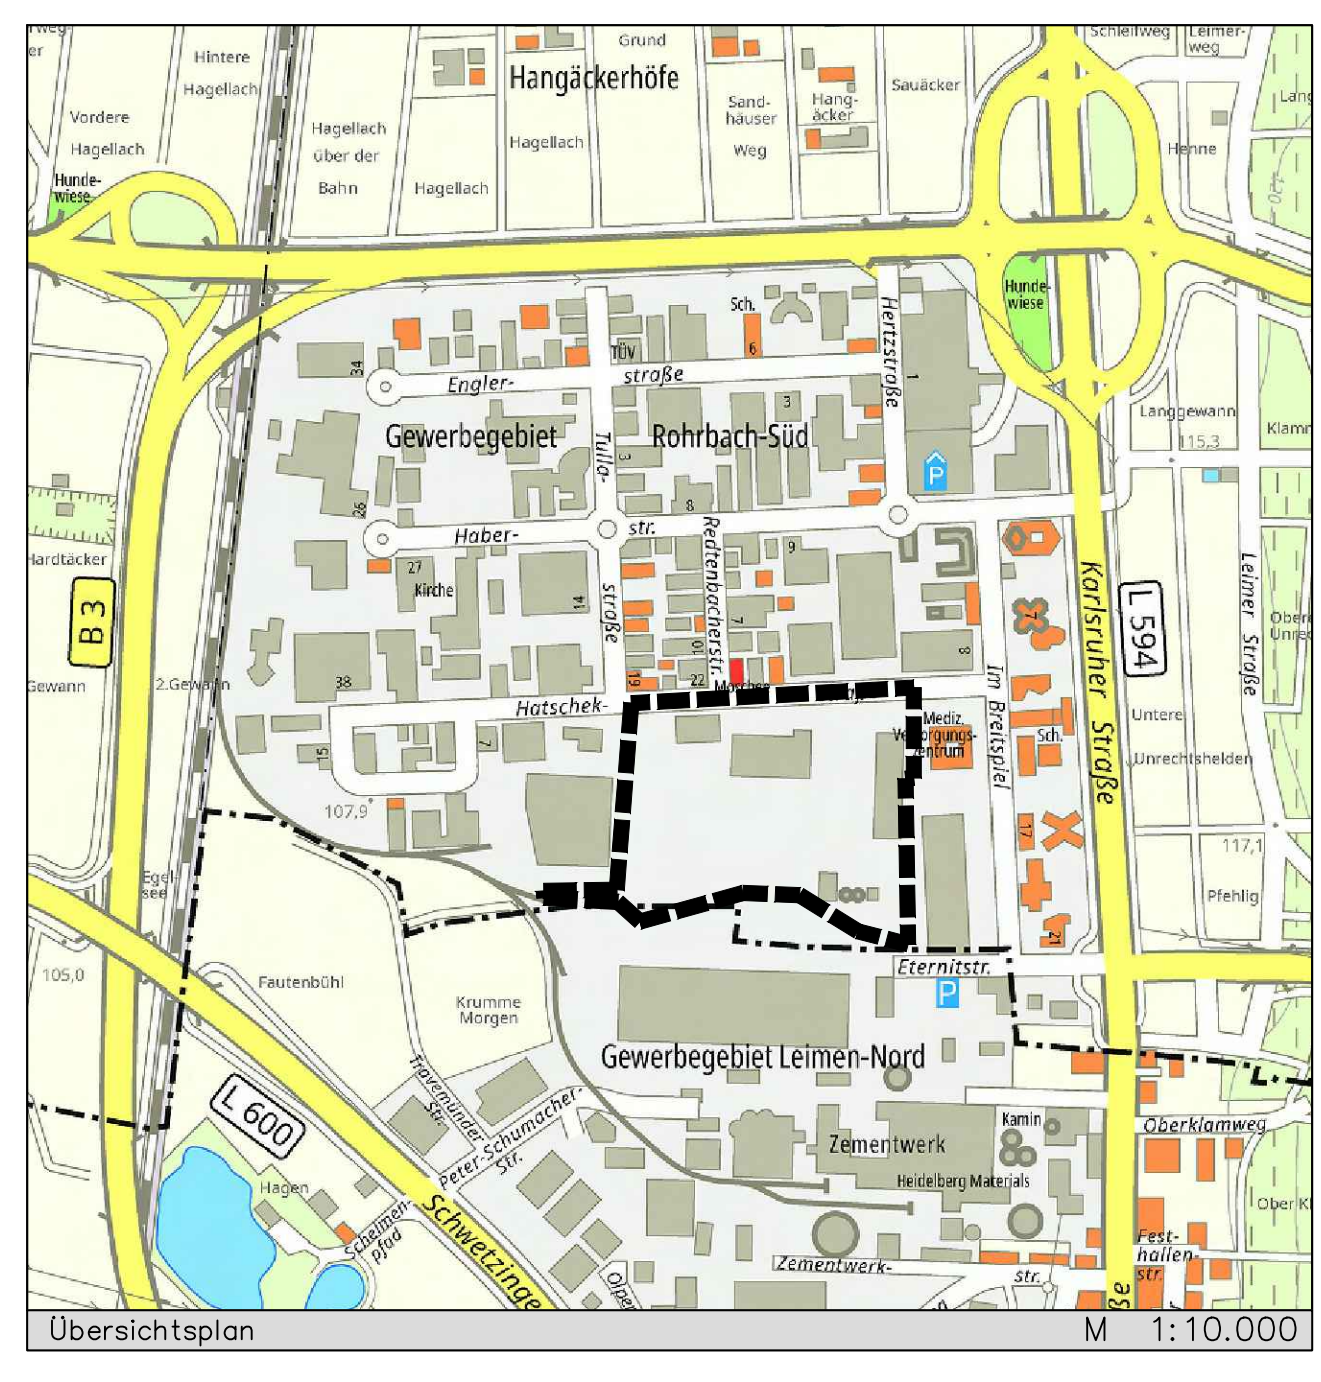 Grund
Schleifweg
Leimer-
weg
Hintere
Hagellach
Hangäckerhöfe
Sauäcker
Sand-
häuser
Weg
Hang-
äcker
Vordere
Hagellach
Hagellach
über der
Bahn
Hagellach
Hagellach
Henne
120
Hunde-
wiese
Hunde-
wiese
Sch.
6
TÜV
Hertzstraße
1
34
Engler-
straße
3
Langgewann
115,3
Gewerbegebiet
Rohrbach-Süd
Tulla-
straße
3
P
26
8
Haber-
str.
Redtenbacherstr.
9
Hardtäcker
27
Kirche
14
7
7
B 3
Karlsruher Straße
L 594
Leimer Straße
10
8
Gewann
2.Gewann
38
19
22
Moschee
Im Breitspiel
Hatschek-
Mediz.
Versorgungs-
zentrum
Sch.
Untere
Unrechtshelden
15
7
107,9
17
117,1
Egel-
see
Pfehlig
21
105,0
Fautenbühl
Eternitstr.
P
Krumme
Morgen
Gewerbegebiet Leimen-Nord
Travemünder
Str.
L 600
Peter-Schumacher-
Str.
Kamin
Oberklamweg
Zementwerk
Heidelberg Materials
Hagen
Schelmen-
pfad
Schwetzinge
Fest-
hallen-
str.
Zementwerk-
str.
Übersichtsplan
M 1:10.000